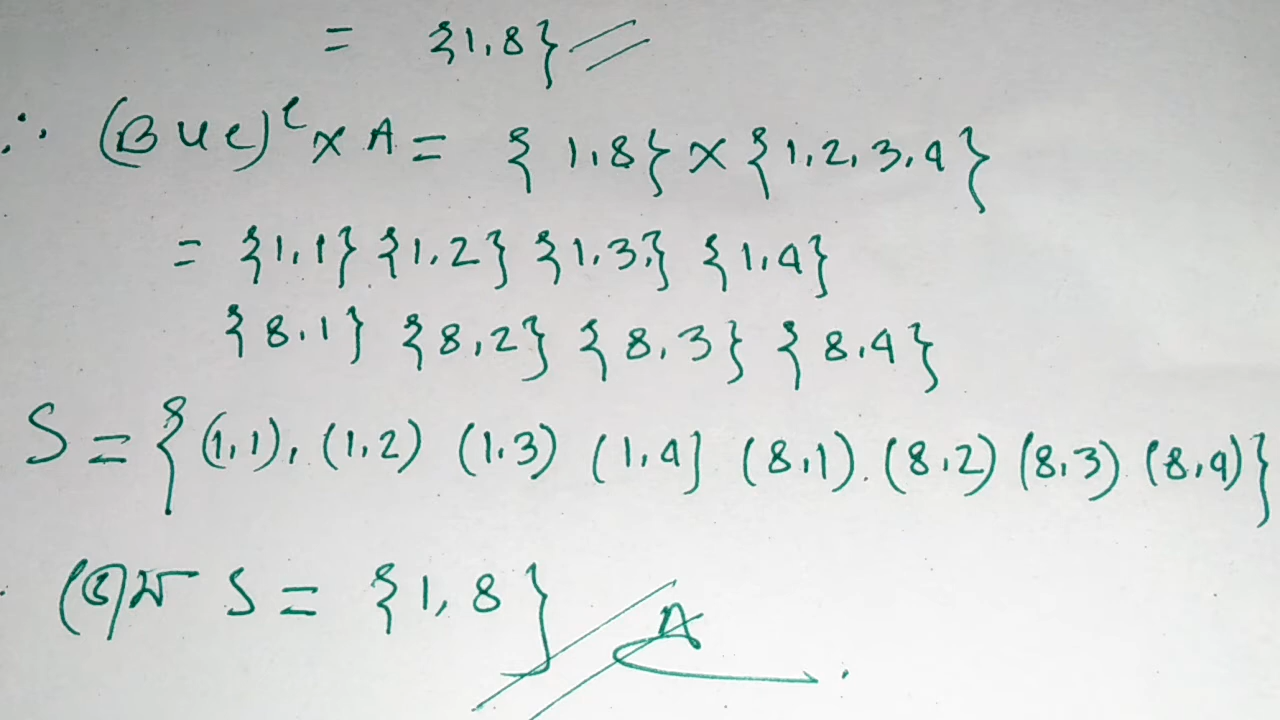 = {1,8}
∴ (B ∪ C)^c × A = {1,8} × {1,2,3,4}
= {1,1} {1,2} {1,3} {1,4}
{8,1} {8,2} {8,3} {8,4}
S = {(1,1), (1,2) (1,3) (1,4] (8,1). (8,2) (8,3) (8,4)}
S = {1,8} A